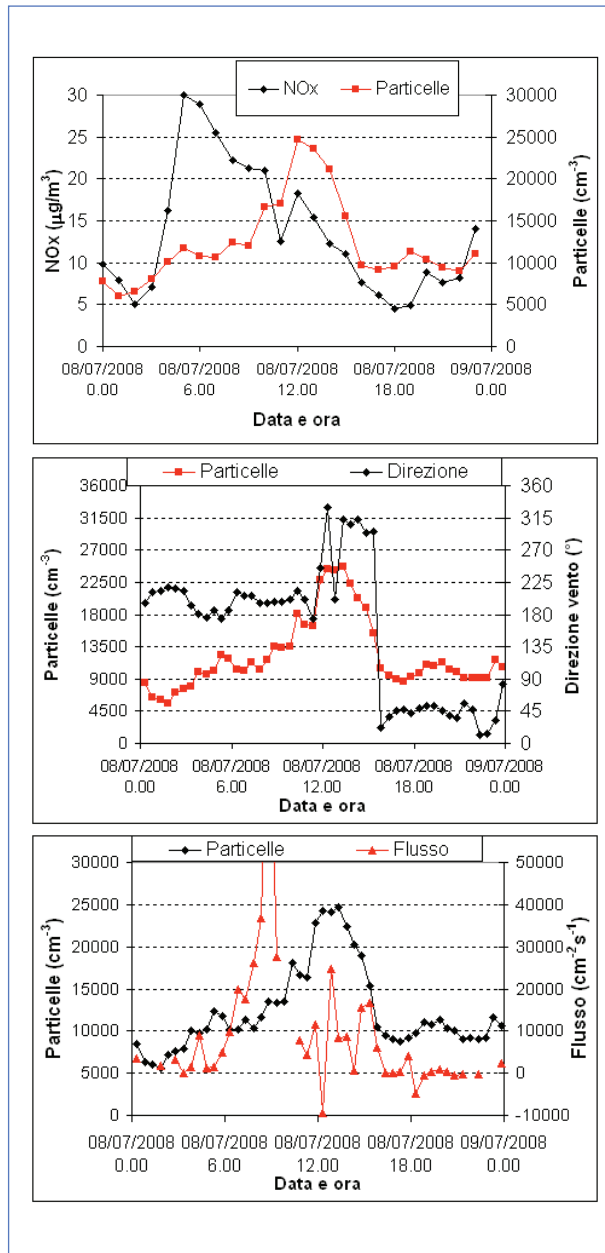 NOx Particelle
30 30000
25 25000
20 20000
15 15000
10 10000
5 5000
0 0
NOx (µg/m³)
Particelle (cm⁻³)
08/07/2008 08/07/2008 08/07/2008 08/07/2008 09/07/2008
0.00 6.00 12.00 18.00 0.00
Data e ora
Particelle Direzione
36000 360
31500 315
27000 270
22500 225
18000 180
13500 135
9000 90
4500 45
0 0
Particelle (cm⁻³)
Direzione vento (°)
08/07/2008 08/07/2008 08/07/2008 08/07/2008 09/07/2008
0.00 6.00 12.00 18.00 0.00
Data e ora
Particelle Flusso
30000 50000
25000 40000
20000 30000
15000 20000
10000 10000
5000 0
0 -10000
Particelle (cm⁻³)
Flusso (cm⁻²s⁻¹)
08/07/2008 08/07/2008 08/07/2008 08/07/2008 09/07/2008
0.00 6.00 12.00 18.00 0.00
Data e ora